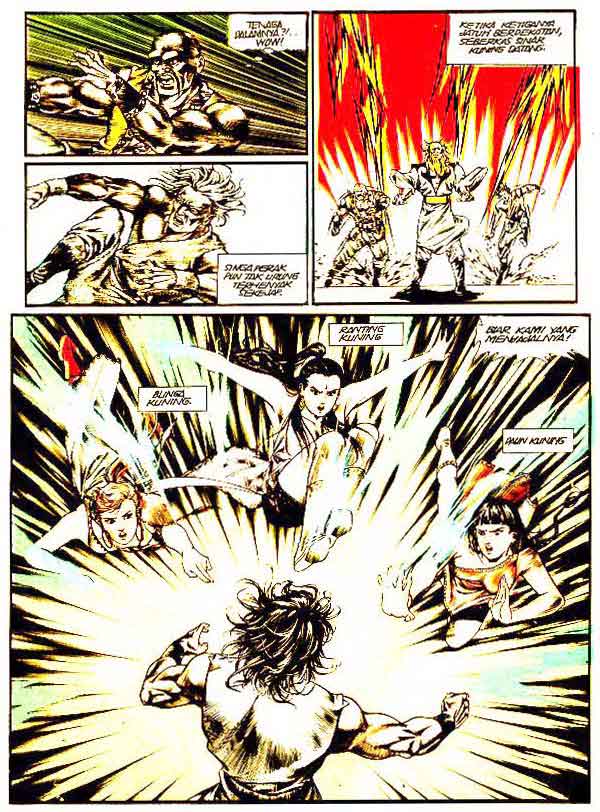 TENAGA
DALAMNYA?!..
WOW!
KETIKA KETIGANYA
JATUH BERDEKATAN,
SEBERKAS SINAR
KUNING DATANG.
SINGA PERAK
PUN TAK URUNG
TERHENYAK
SEKEJAP.
RANTING
KUNING
BIAR KAMI YANG
MENJAGALNYA!
BUNGA
KUNING.
DAUN KUNING